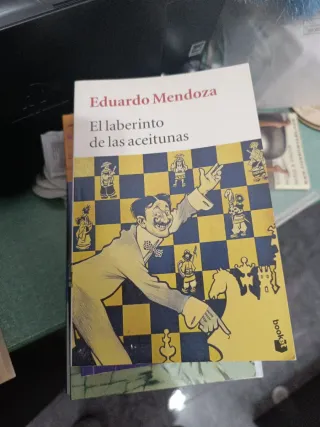 Eduardo Mendoza
El laberinto
de las aceitunas
booket